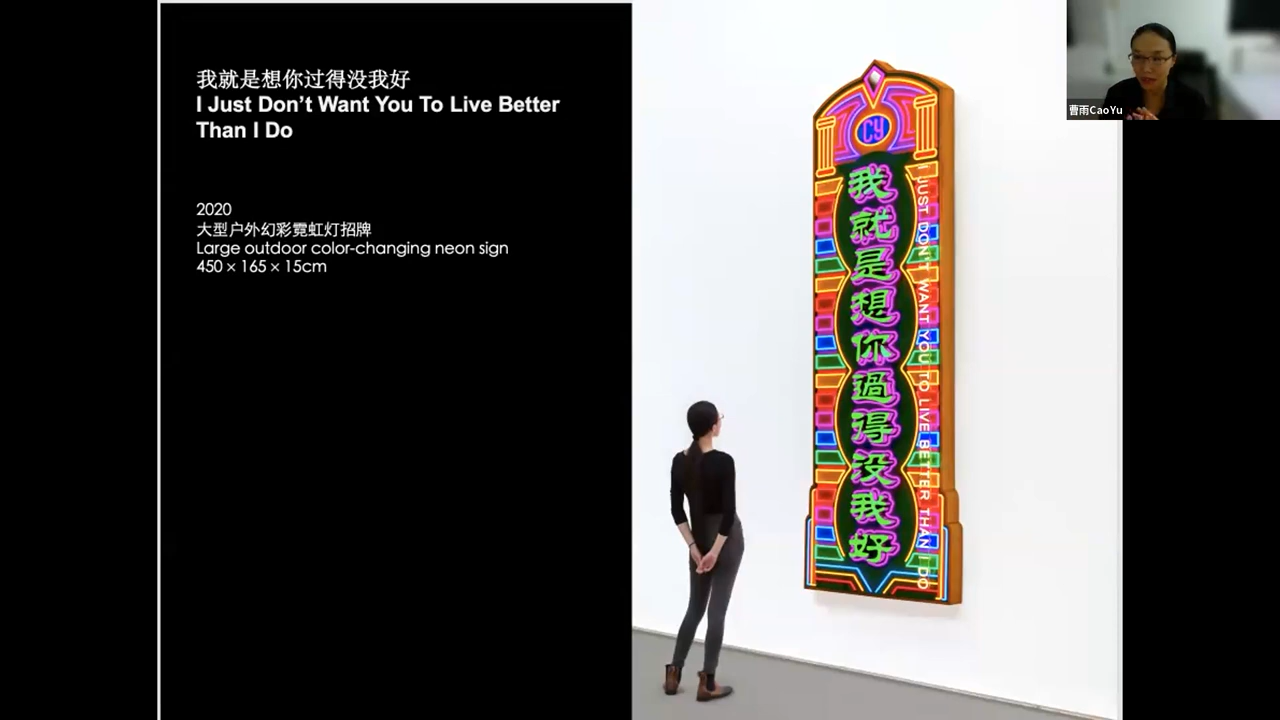 我就是想你过得没我好
I Just Don't Want You To Live Better
Than I Do
2020
大型户外幻彩霓虹灯招牌
Large outdoor color-changing neon sign
450 × 165 × 15cm
CY
我就是想你過得没我好
I JUST DON'T WANT YOU TO LIVE BETTER THAN I DO
曹雨CaoYu